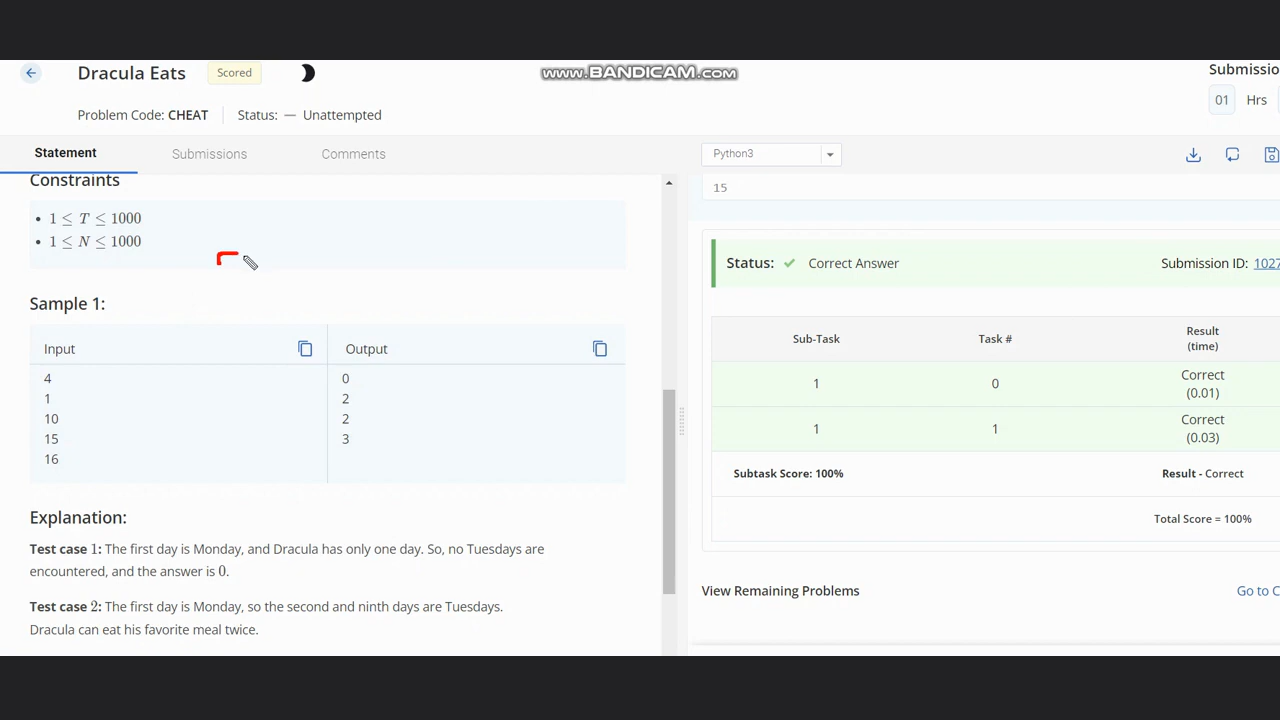 www.BANDICAM.com
Dracula Eats
Scored
Submissio
Problem Code: CHEAT
Status: — Unattempted
01 Hrs
Statement
Submissions
Comments
Python3
Constraints
1 ≤ T ≤ 1000
1 ≤ N ≤ 1000
Sample 1:
Input
Output
4
1
10
15
16
0
2
2
3
Explanation:
Test case 1: The first day is Monday, and Dracula has only one day. So, no Tuesdays are
encountered, and the answer is 0.
Test case 2: The first day is Monday, so the second and ninth days are Tuesdays.
Dracula can eat his favorite meal twice.
15
Status: ✓ Correct Answer
Submission ID: 1027
Sub-Task
Task #
Result
(time)
1
0
Correct
(0.01)
1
1
Correct
(0.03)
Subtask Score: 100%
Result - Correct
Total Score = 100%
View Remaining Problems
Go to C